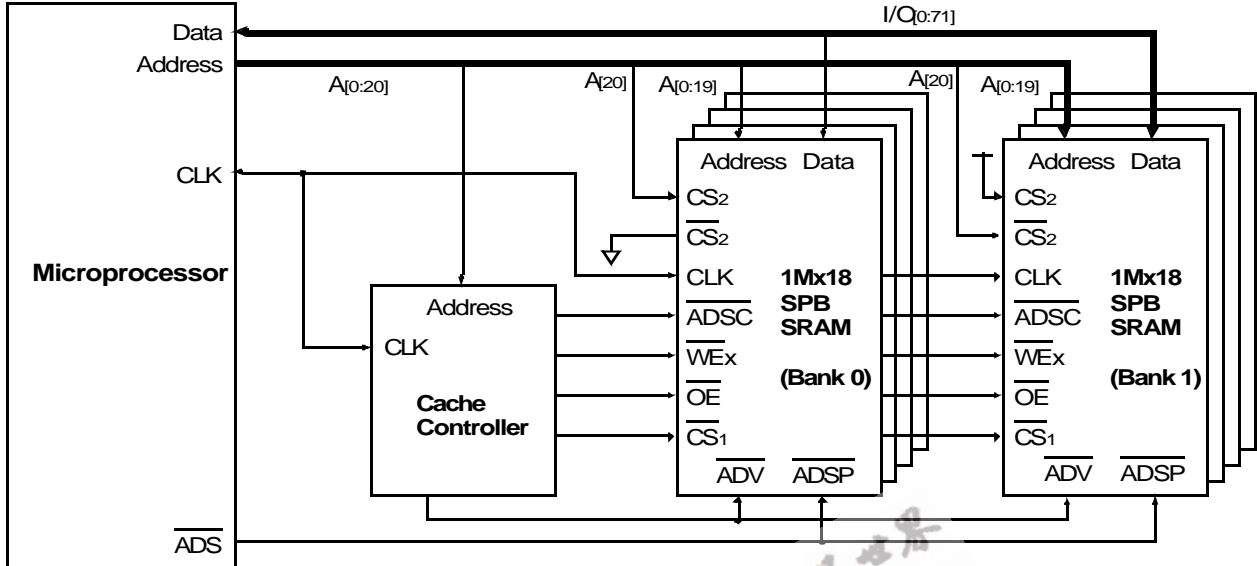 I/O[0:71]
Data
Address
A[0:20]
A[20]
A[0:19]
A[20]
A[0:19]
CLK
Microprocessor
ADS
Address
CLK
Cache
Controller
Address Data
CS2
CS2
CLK
ADSC
WEx
OE
CS1
ADV ADSP
1Mx18
SPB
SRAM
(Bank 0)
Address Data
CS2
CS2
CLK
ADSC
WEx
OE
CS1
ADV ADSP
1Mx18
SPB
SRAM
(Bank 1)